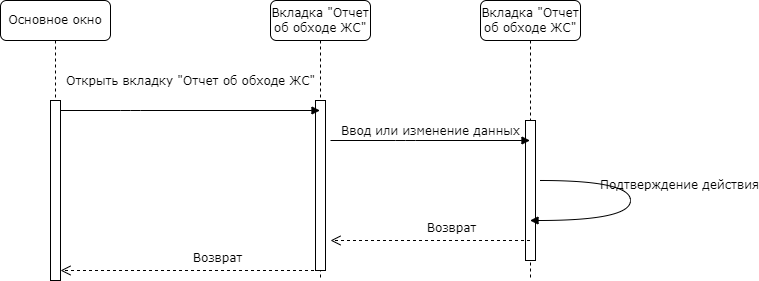 Основное окно
Вкладка "Отчет
об обходе ЖС"
Вкладка "Отчет
об обходе ЖС"
Открыть вкладку "Отчет об обходе ЖС"
Ввод или изменение данных
Подтверждение действия
Возврат
Возврат